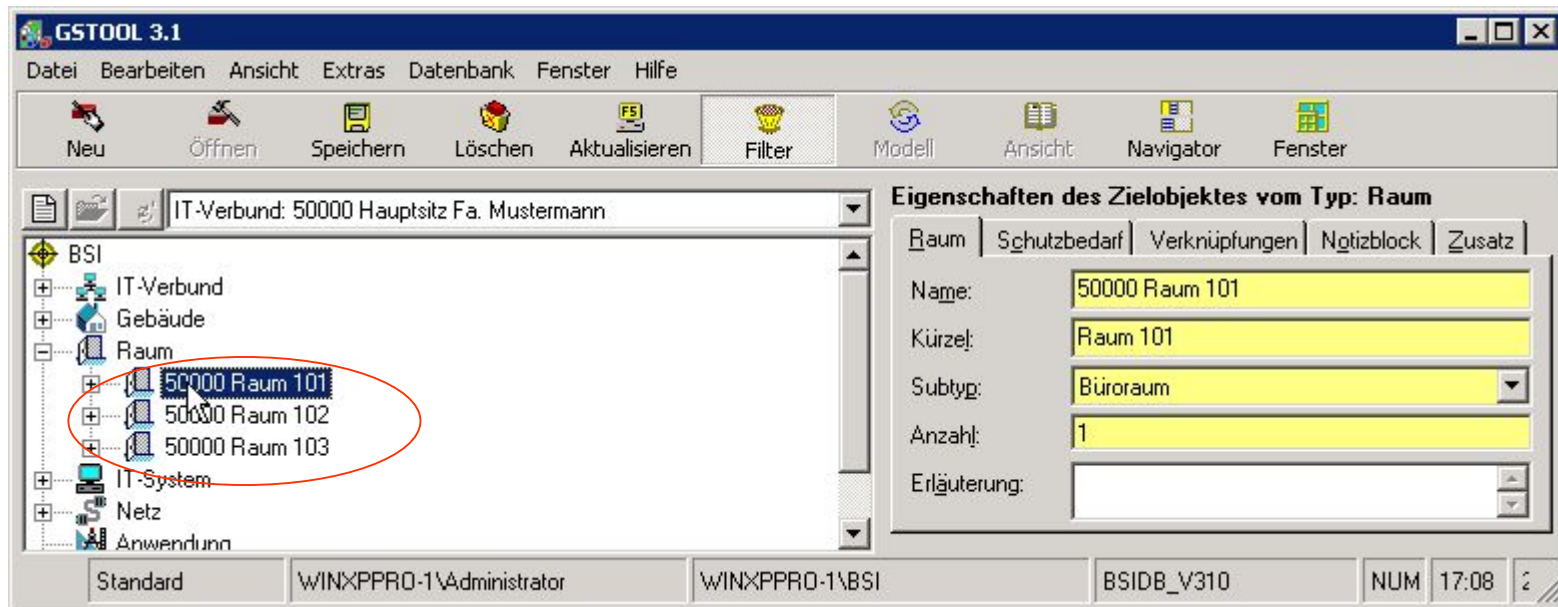 GSTOOL 3.1
Datei Bearbeiten Ansicht Extras Datenbank Fenster Hilfe
Neu Öffnen Speichern Löschen F5 Aktualisieren Filter Modell Ansicht Navigator Fenster
IT-Verbund: 50000 Hauptsitz Fa. Mustermann
BSI
IT-Verbund
Gebäude
Raum
50000 Raum 101
50000 Raum 102
50000 Raum 103
IT-System
Netz
Anwendung
Eigenschaften des Zielobjektes vom Typ: Raum
Raum Schutzbedarf Verknüpfungen Notizblock Zusatz
Name: 50000 Raum 101
Kürzel: Raum 101
Subtyp: Büroraum
Anzahl: 1
Erläuterung:
Standard WINXPPRO-1\Administrator WINXPPRO-1\BSI BSIDB_V310 NUM 17:08